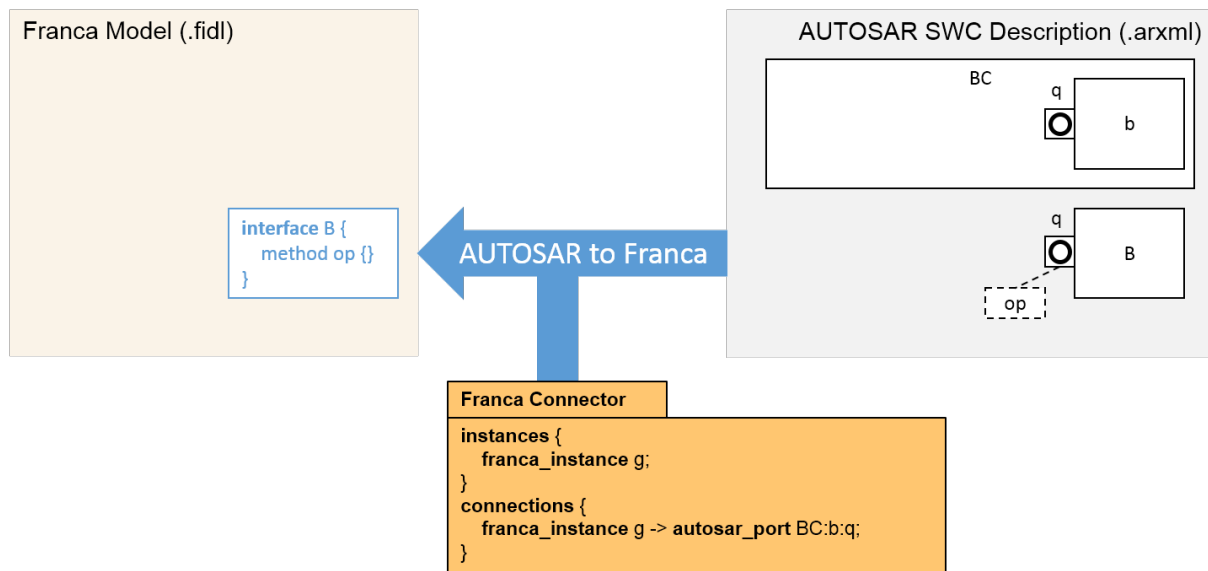 Franca Model (.fidl)
AUTOSAR SWC Description (.arxml)
BC
q
b
interface B {
method op {}
}
AUTOSAR to Franca
q
B
op
Franca Connector
instances {
franca_instance g;
}
connections {
franca_instance g -> autosar_port BC:b:q;
}